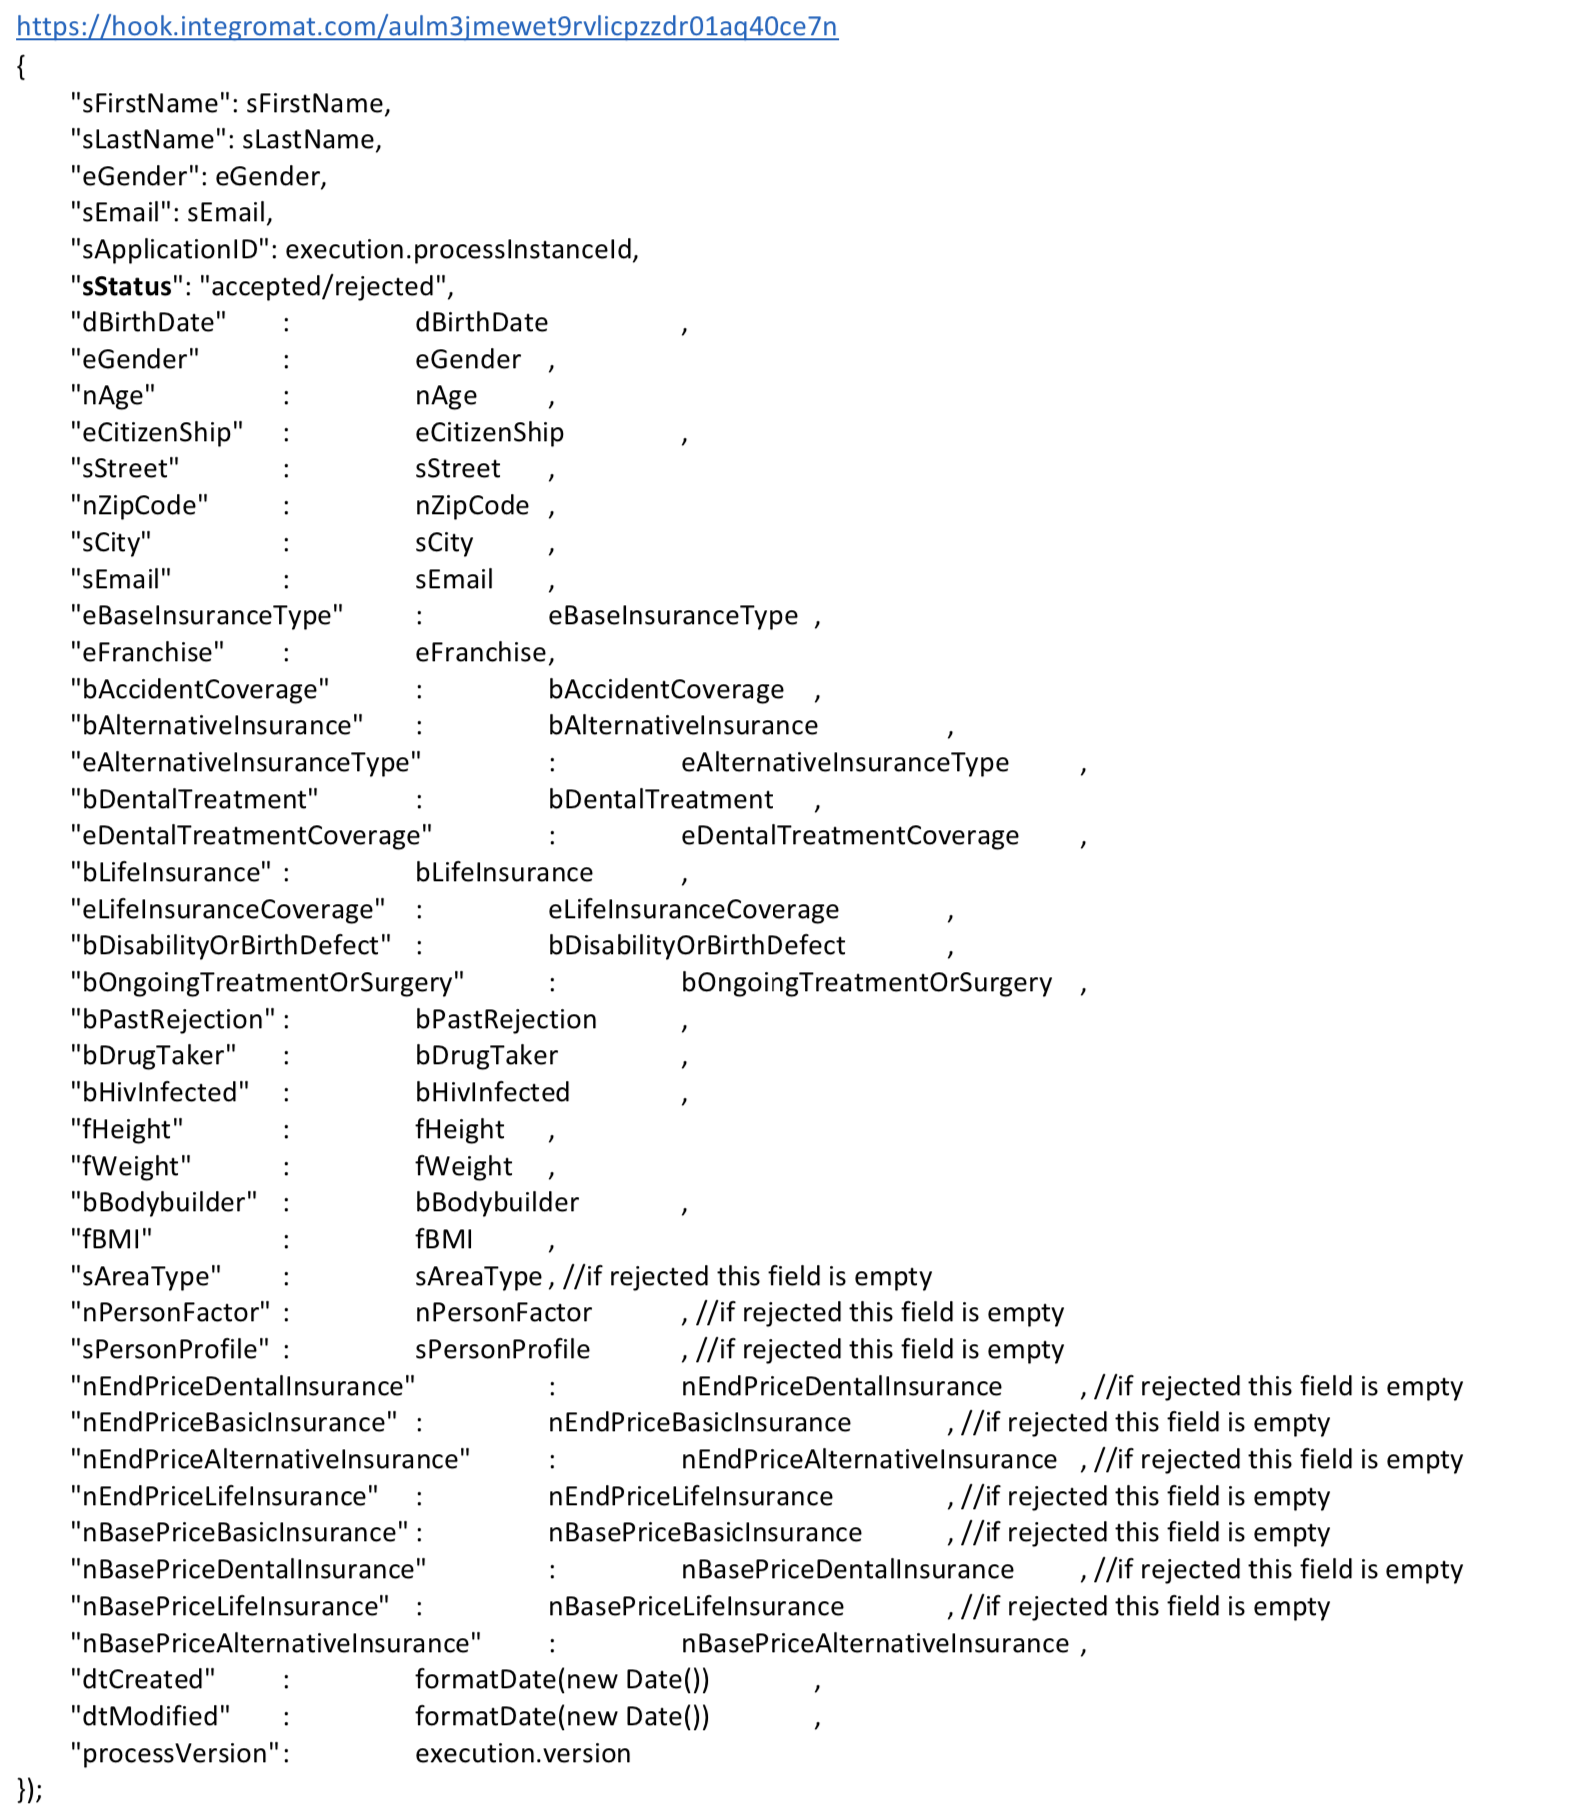 https://hook.integromat.com/aulm3jmewet9rvlicpzzdr01aq40ce7n
{
"sFirstName": sFirstName,
"sLastName": sLastName,
"eGender": eGender,
"sEmail": sEmail,
"sApplicationID": execution.processInstanceId,
"sStatus": "accepted/rejected",
"dBirthDate" : dBirthDate ,
"eGender" : eGender ,
"nAge" : nAge ,
"eCitizenShip" : eCitizenShip ,
"sStreet" : sStreet ,
"nZipCode" : nZipCode ,
"sCity" : sCity ,
"sEmail" : sEmail ,
"eBaseInsuranceType" : eBaseInsuranceType ,
"eFranchise" : eFranchise,
"bAccidentCoverage" : bAccidentCoverage ,
"bAlternativeInsurance" : bAlternativeInsurance ,
"eAlternativeInsuranceType" : eAlternativeInsuranceType ,
"bDentalTreatment" : bDentalTreatment ,
"eDentalTreatmentCoverage" : eDentalTreatmentCoverage ,
"bLifeInsurance" : bLifeInsurance ,
"eLifeInsuranceCoverage" : eLifeInsuranceCoverage ,
"bDisabilityOrBirthDefect" : bDisabilityOrBirthDefect ,
"bOngoingTreatmentOrSurgery" : bOngoingTreatmentOrSurgery ,
"bPastRejection" : bPastRejection ,
"bDrugTaker" : bDrugTaker ,
"bHivInfected" : bHivInfected ,
"fHeight" : fHeight ,
"fWeight" : fWeight ,
"bBodybuilder" : bBodybuilder ,
"fBMI" : fBMI ,
"sAreaType" : sAreaType , //if rejected this field is empty
"nPersonFactor" : nPersonFactor , //if rejected this field is empty
"sPersonProfile" : sPersonProfile , //if rejected this field is empty
"nEndPriceDentalInsurance" : nEndPriceDentalInsurance , //if rejected this field is empty
"nEndPriceBasicInsurance" : nEndPriceBasicInsurance , //if rejected this field is empty
"nEndPriceAlternativeInsurance" : nEndPriceAlternativeInsurance , //if rejected this field is empty
"nEndPriceLifeInsurance" : nEndPriceLifeInsurance , //if rejected this field is empty
"nBasePriceBasicInsurance" : nBasePriceBasicInsurance , //if rejected this field is empty
"nBasePriceDentalInsurance" : nBasePriceDentalInsurance , //if rejected this field is empty
"nBasePriceLifeInsurance" : nBasePriceLifeInsurance , //if rejected this field is empty
"nBasePriceAlternativeInsurance" : nBasePriceAlternativeInsurance ,
"dtCreated" : formatDate(new Date()) ,
"dtModified" : formatDate(new Date()) ,
"processVersion": execution.version
});